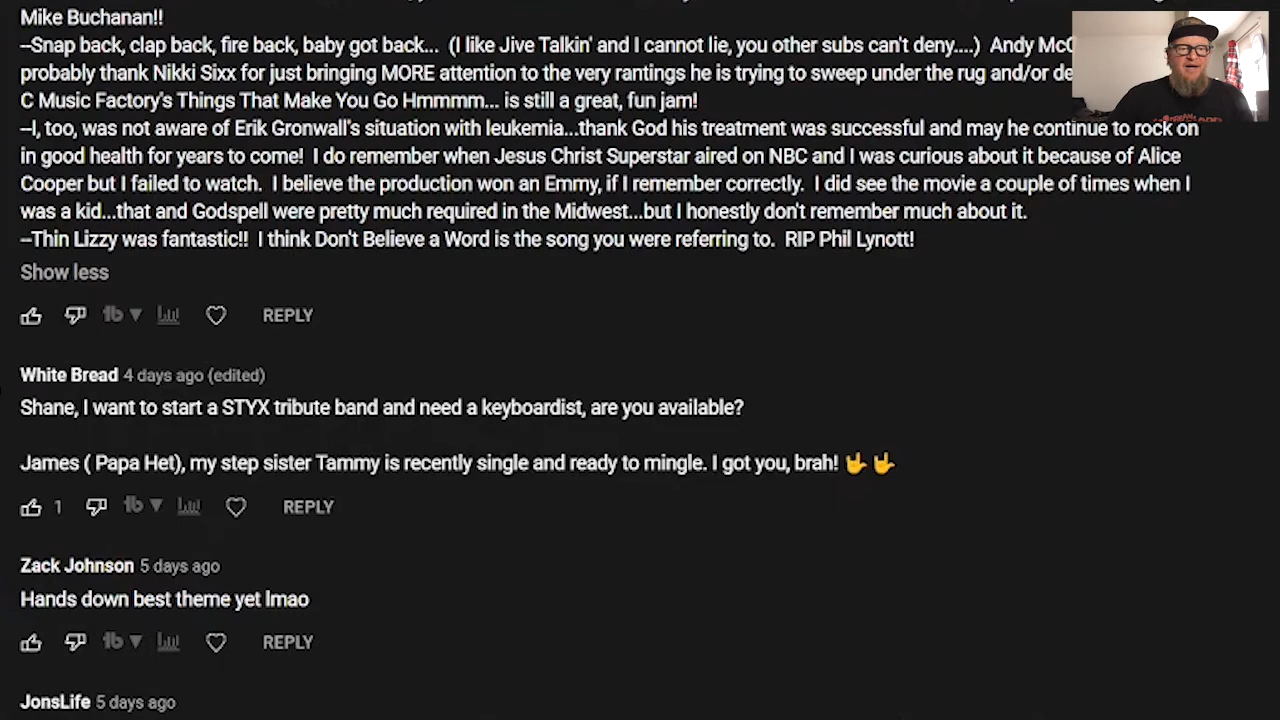 Mike Buchanan!!
--Snap back, clap back, fire back, baby got back... (I like Jive Talkin' and I cannot lie, you other subs can't deny....) Andy
probably thank Nikki Sixx for just bringing MORE attention to the very rantings he is trying to sweep under the rug and/or
C Music Factory's Things That Make You Go Hmmmm... is still a great, fun jam!
--I, too, was not aware of Erik Gronwall's situation with leukemia...thank God his treatment was successful and may he continue to rock on
in good health for years to come! I do remember when Jesus Christ Superstar aired on NBC and I was curious about it because of Alice
Cooper but I failed to watch. I believe the production won an Emmy, if I remember correctly. I did see the movie a couple of times when I
was a kid...that and Godspell were pretty much required in the Midwest...but I honestly don't remember much about it.
--Thin Lizzy was fantastic!! I think Don't Believe a Word is the song you were referring to. RIP Phil Lynott!
Show less
REPLY
White Bread 4 days ago (edited)
Shane, I want to start a STYX tribute band and need a keyboardist, are you available?
James ( Papa Het), my step sister Tammy is recently single and ready to mingle. I got you, brah! 🤟 🤟
1 REPLY
Zack Johnson 5 days ago
Hands down best theme yet lmao
REPLY
JonsLife 5 days ago